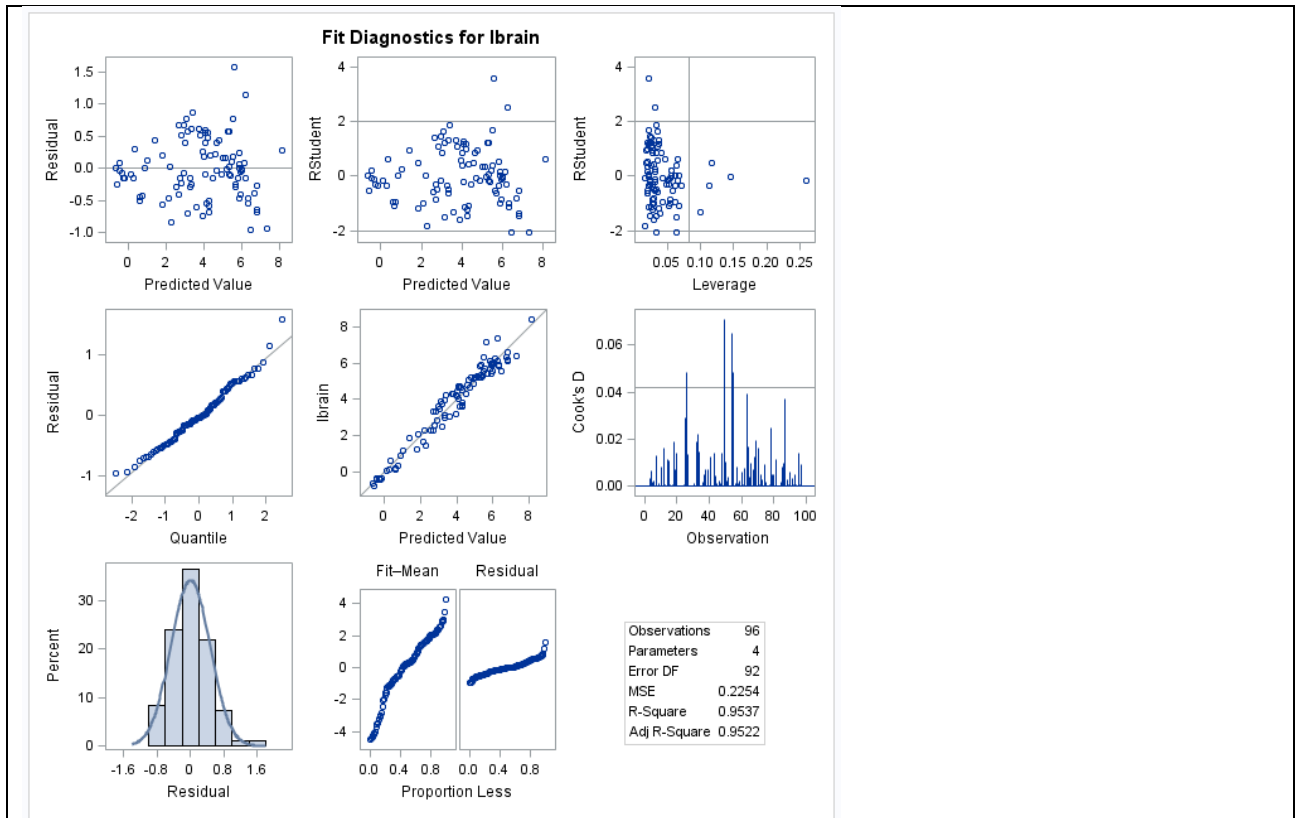 Fit Diagnostics for lbrain
1.5
1.0
0.5
0.0
-0.5
-1.0
Residual
0 2 4 6 8
Predicted Value
4
2
0
-2
RStudent
0 2 4 6 8
Predicted Value
4
2
0
-2
RStudent
0.05 0.10 0.15 0.20 0.25
Leverage
1
0
-1
Residual
-2 -1 0 1 2
Quantile
8
6
4
2
0
lbrain
0 2 4 6 8
Predicted Value
0.06
0.04
0.02
0.00
Cook's D
0 20 40 60 80 100
Observation
30
20
10
0
Percent
-1.6 -0.8 0 0.8 1.6
Residual
Fit–Mean Residual
4
2
0
-2
-4
0.0 0.4 0.8 0.0 0.4 0.8
Proportion Less
Observations 96
Parameters 4
Error DF 92
MSE 0.2254
R-Square 0.9537
Adj R-Square 0.9522